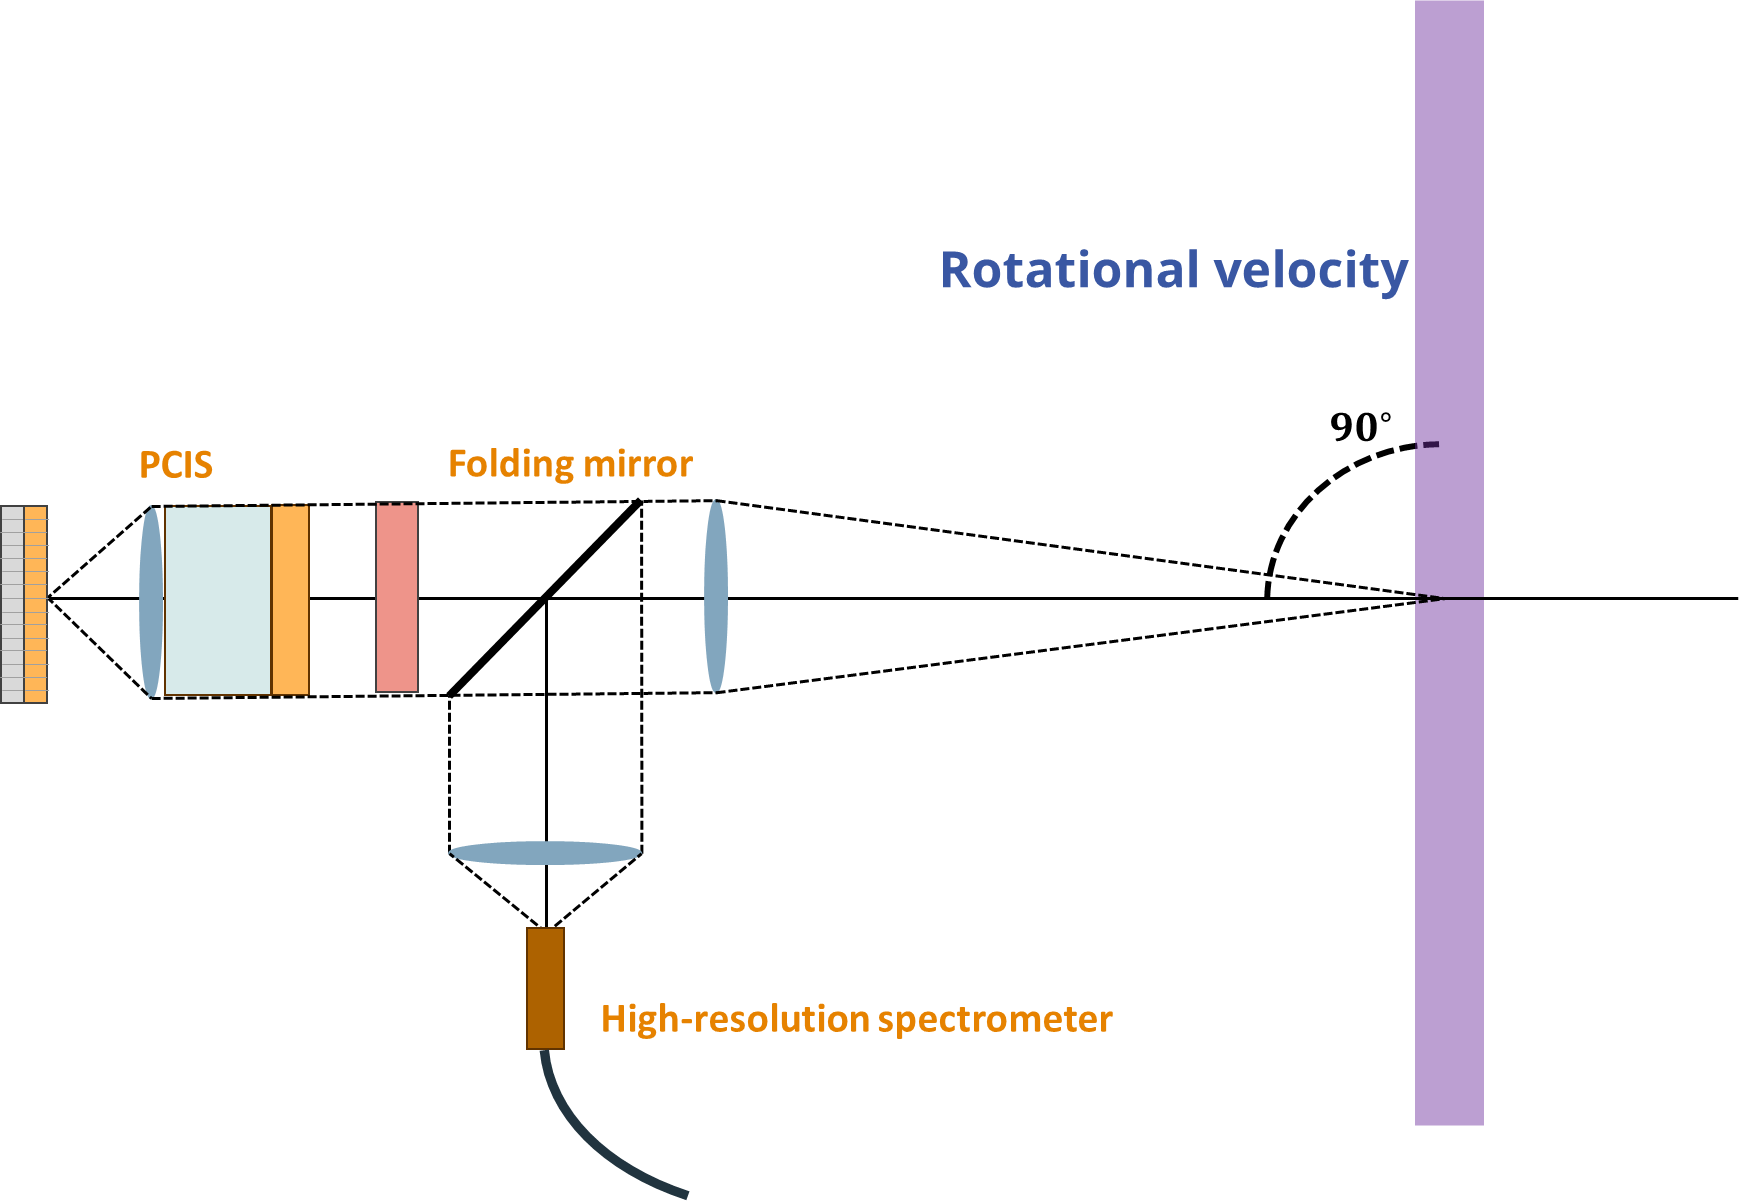 Rotational velocity
90°
PCIS
Folding mirror
High-resolution spectrometer